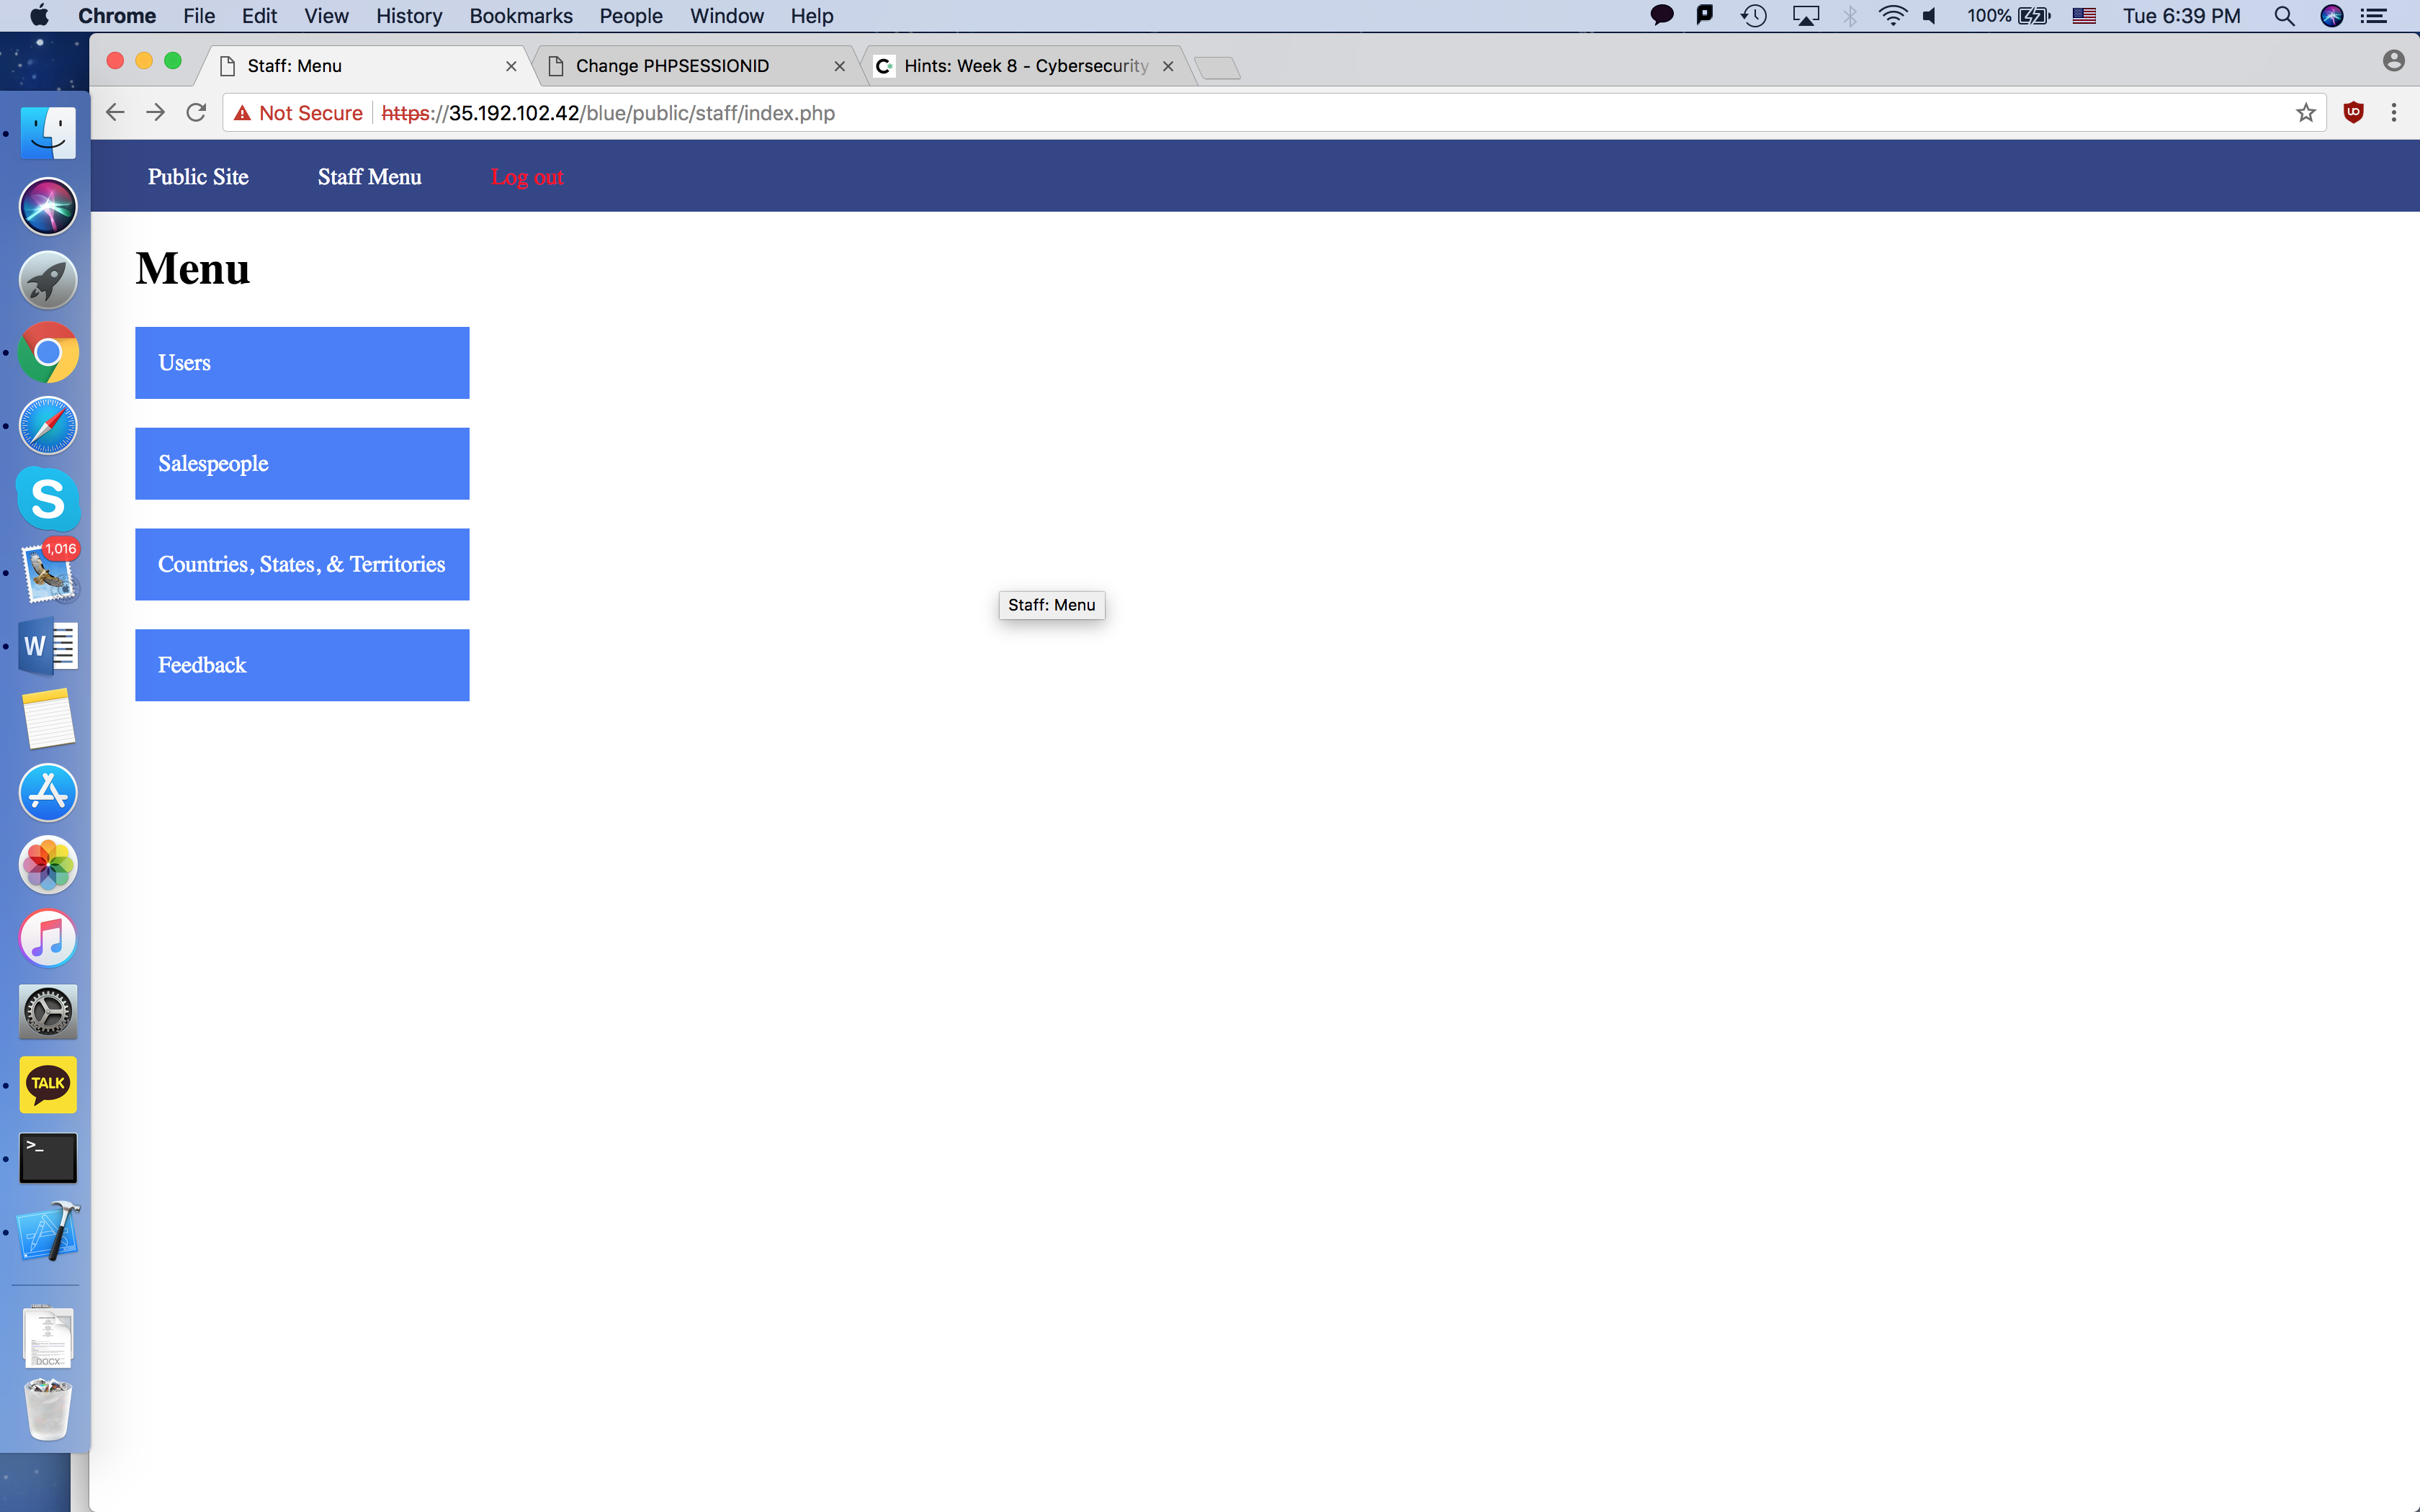 Chrome File Edit View History Bookmarks People Window Help 100% Tue 6:39 PM
Staff: Menu Change PHPSESSIONID Hints: Week 8 - Cybersecurity
Not Secure https://35.192.102.42/blue/public/staff/index.php
Public Site Staff Menu Log out
Menu
Users
Salespeople
Countries, States, & Territories
Feedback
Staff: Menu
S
1,016
W
TALK
>_
DOCX